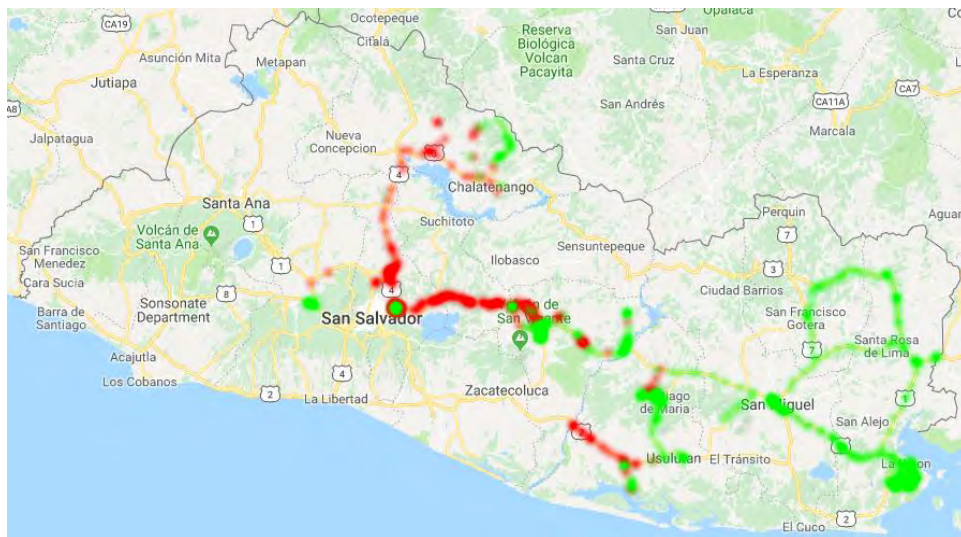 Ocotepeque
CA19
Citalá
Asunción Mita
Metapan
Reserva
Biológica
Volcan
Pacayita
San Juan
Opalaca
Santa Cruz
La Esperanza
CA7
Jutiapa
San Andrés
CA11A
Jalpatagua
Nueva
Concepcion
Marcala
4
Chalatenango
Santa Ana
1
Suchitoto
Volcán de
Santa Ana
Perquin
7
Sensuntepeque
San Francisco
Menendez
Cara Sucia
1
Ilobasco
3
Ciudad Barrios
8
4
Barra de
Santiago
Sonsonate
Department
San Salvador
San Francisco
Gotera
7
Santa Rosa
de Lima
Acajutla
Los Cobanos
4
2
La Libertad
Zacatecoluca
de Maria
San Miguel
1
San Alejo
2
Usulutan
El Tránsito
El Cuco
2